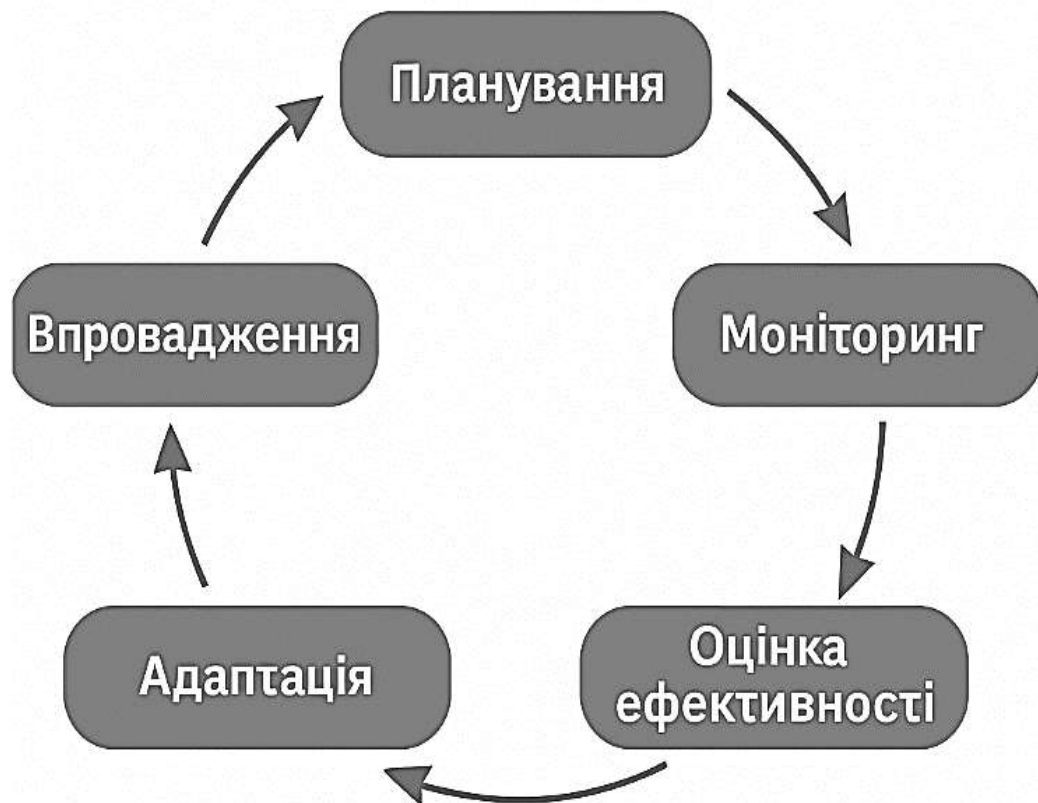 Планування
Моніторинг
Оцінка
ефективності
Адаптація
Впровадження